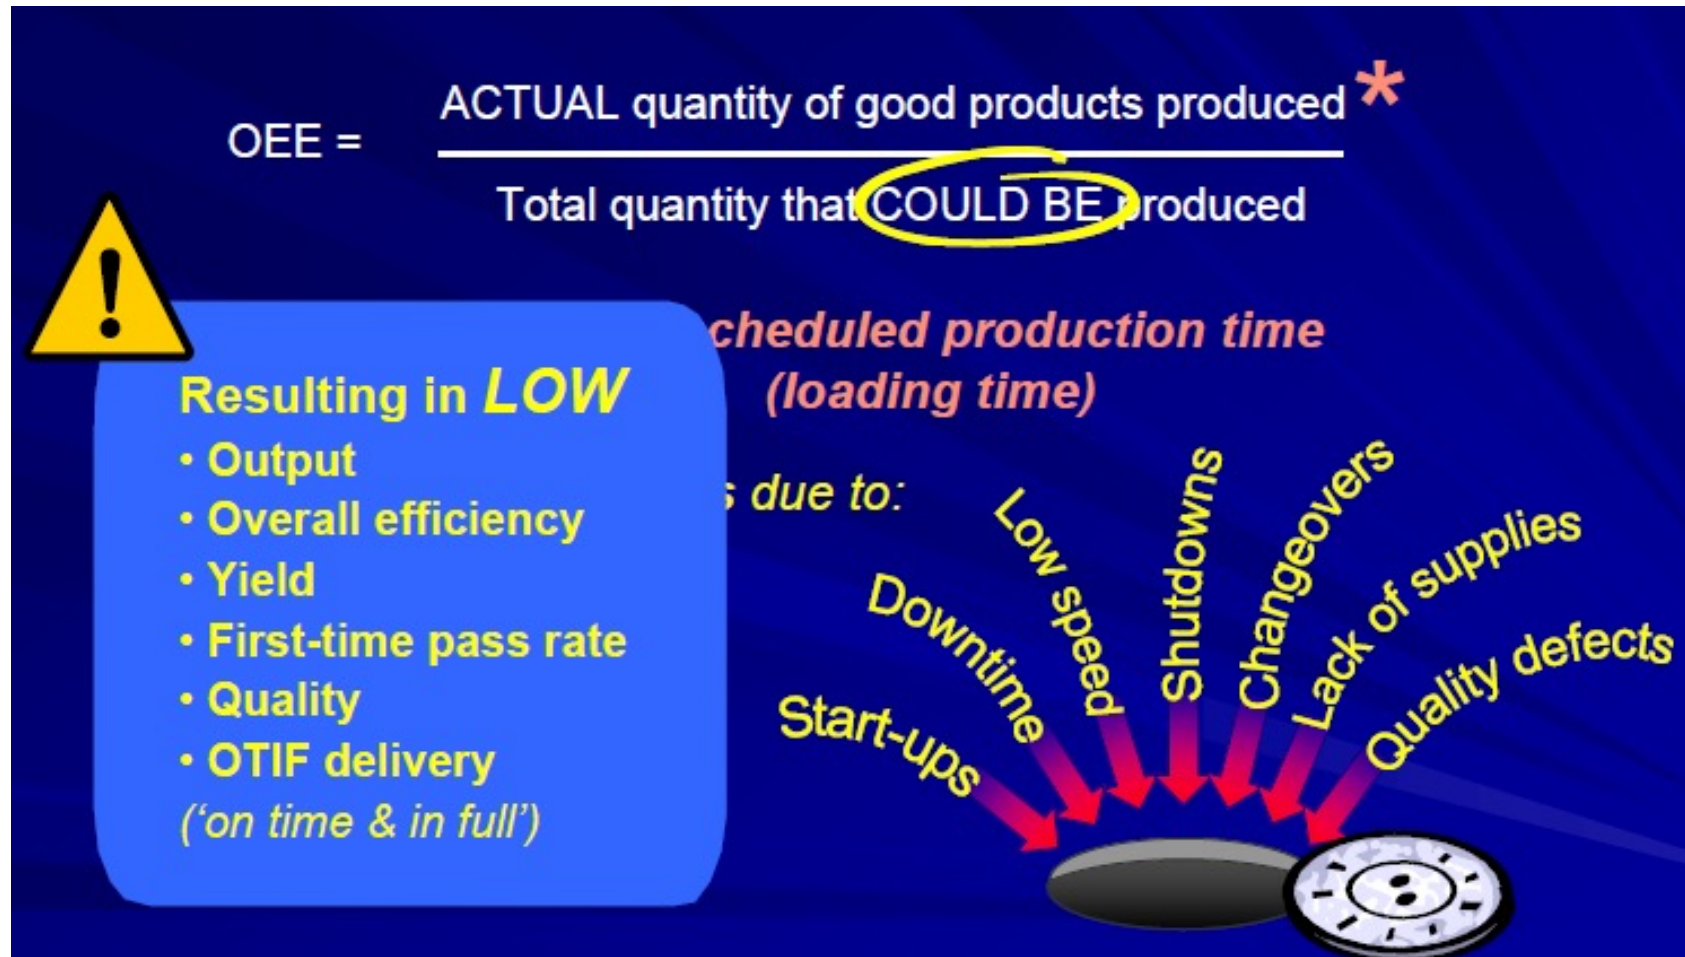 ACTUAL quantity of good products produced*
OEE =
Total quantity that COULD BE produced
cheduled production time
(loading time)
Resulting in LOW
• Output
• Overall efficiency
• Yield
• First-time pass rate
• Quality
• OTIF delivery
(‘on time & in full’)
s due to:
Start-ups
Downtime
Low speed
Shutdowns
Changeovers
Lack of supplies
Quality defects